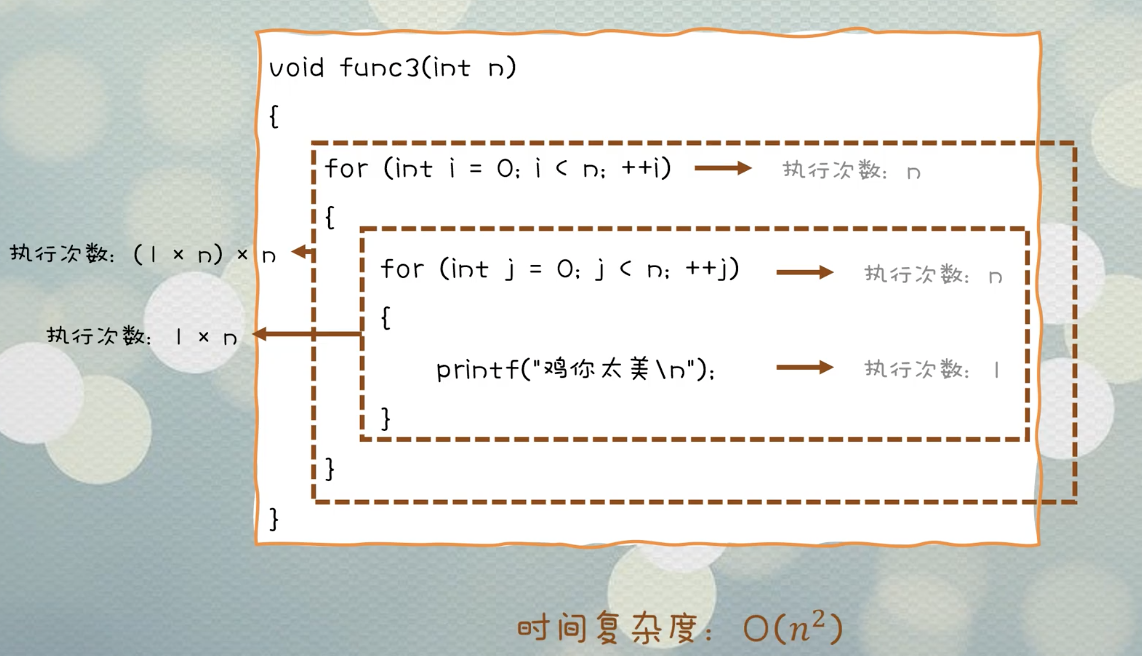 void func3(int n)
{
for (int i = 0; i < n; ++i)
执行次数: n
{
执行次数: (1 × n) × n
for (int j = 0; j < n; ++j)
执行次数: n
{
执行次数: 1 × n
printf("鸡你太美\n");
执行次数: 1
}
}
}
时间复杂度: O(n²)